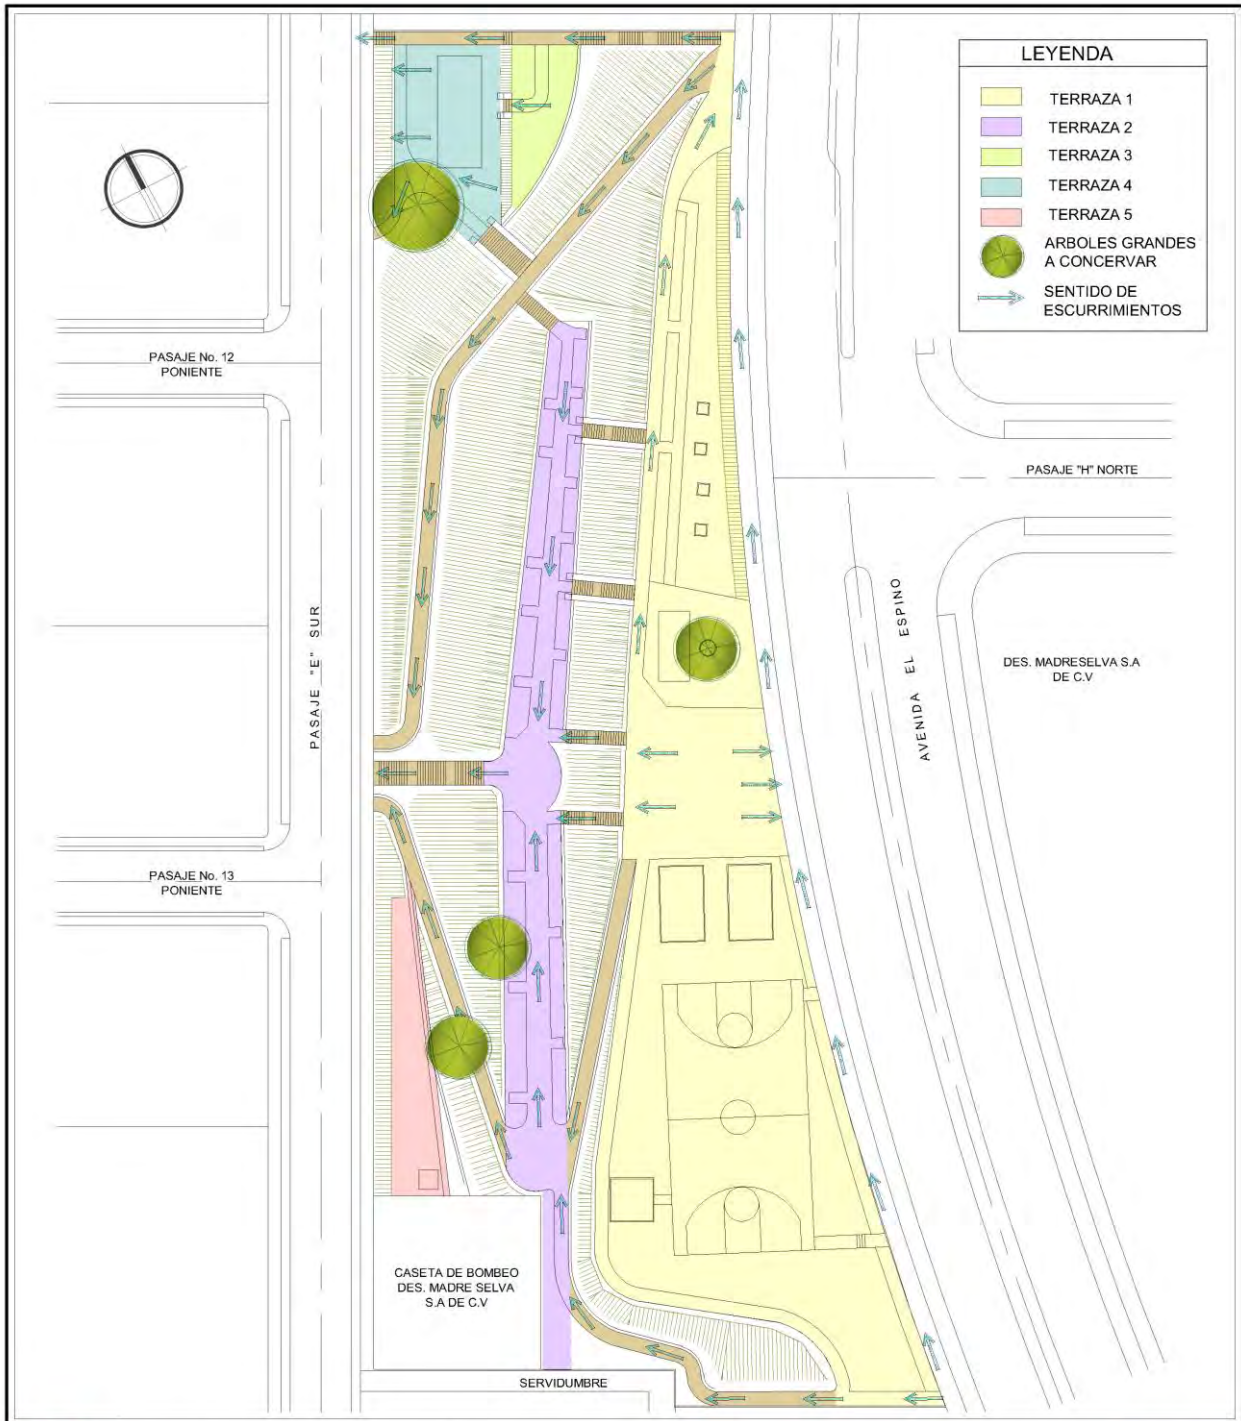 LEYENDA
TERRAZA 1
TERRAZA 2
TERRAZA 3
TERRAZA 4
TERRAZA 5
ARBOLES GRANDES
A CONCERVAR
SENTIDO DE
ESCURRIMIENTOS
PASAJE No. 12
PONIENTE
PASAJE "H" NORTE
PASAJE "E" SUR
AVENIDA EL ESPINO
DES. MADRESELVA S.A
DE C.V
PASAJE No. 13
PONIENTE
CASETA DE BOMBEO
DES. MADRE SELVA
S.A DE C.V
SERVIDUMBRE